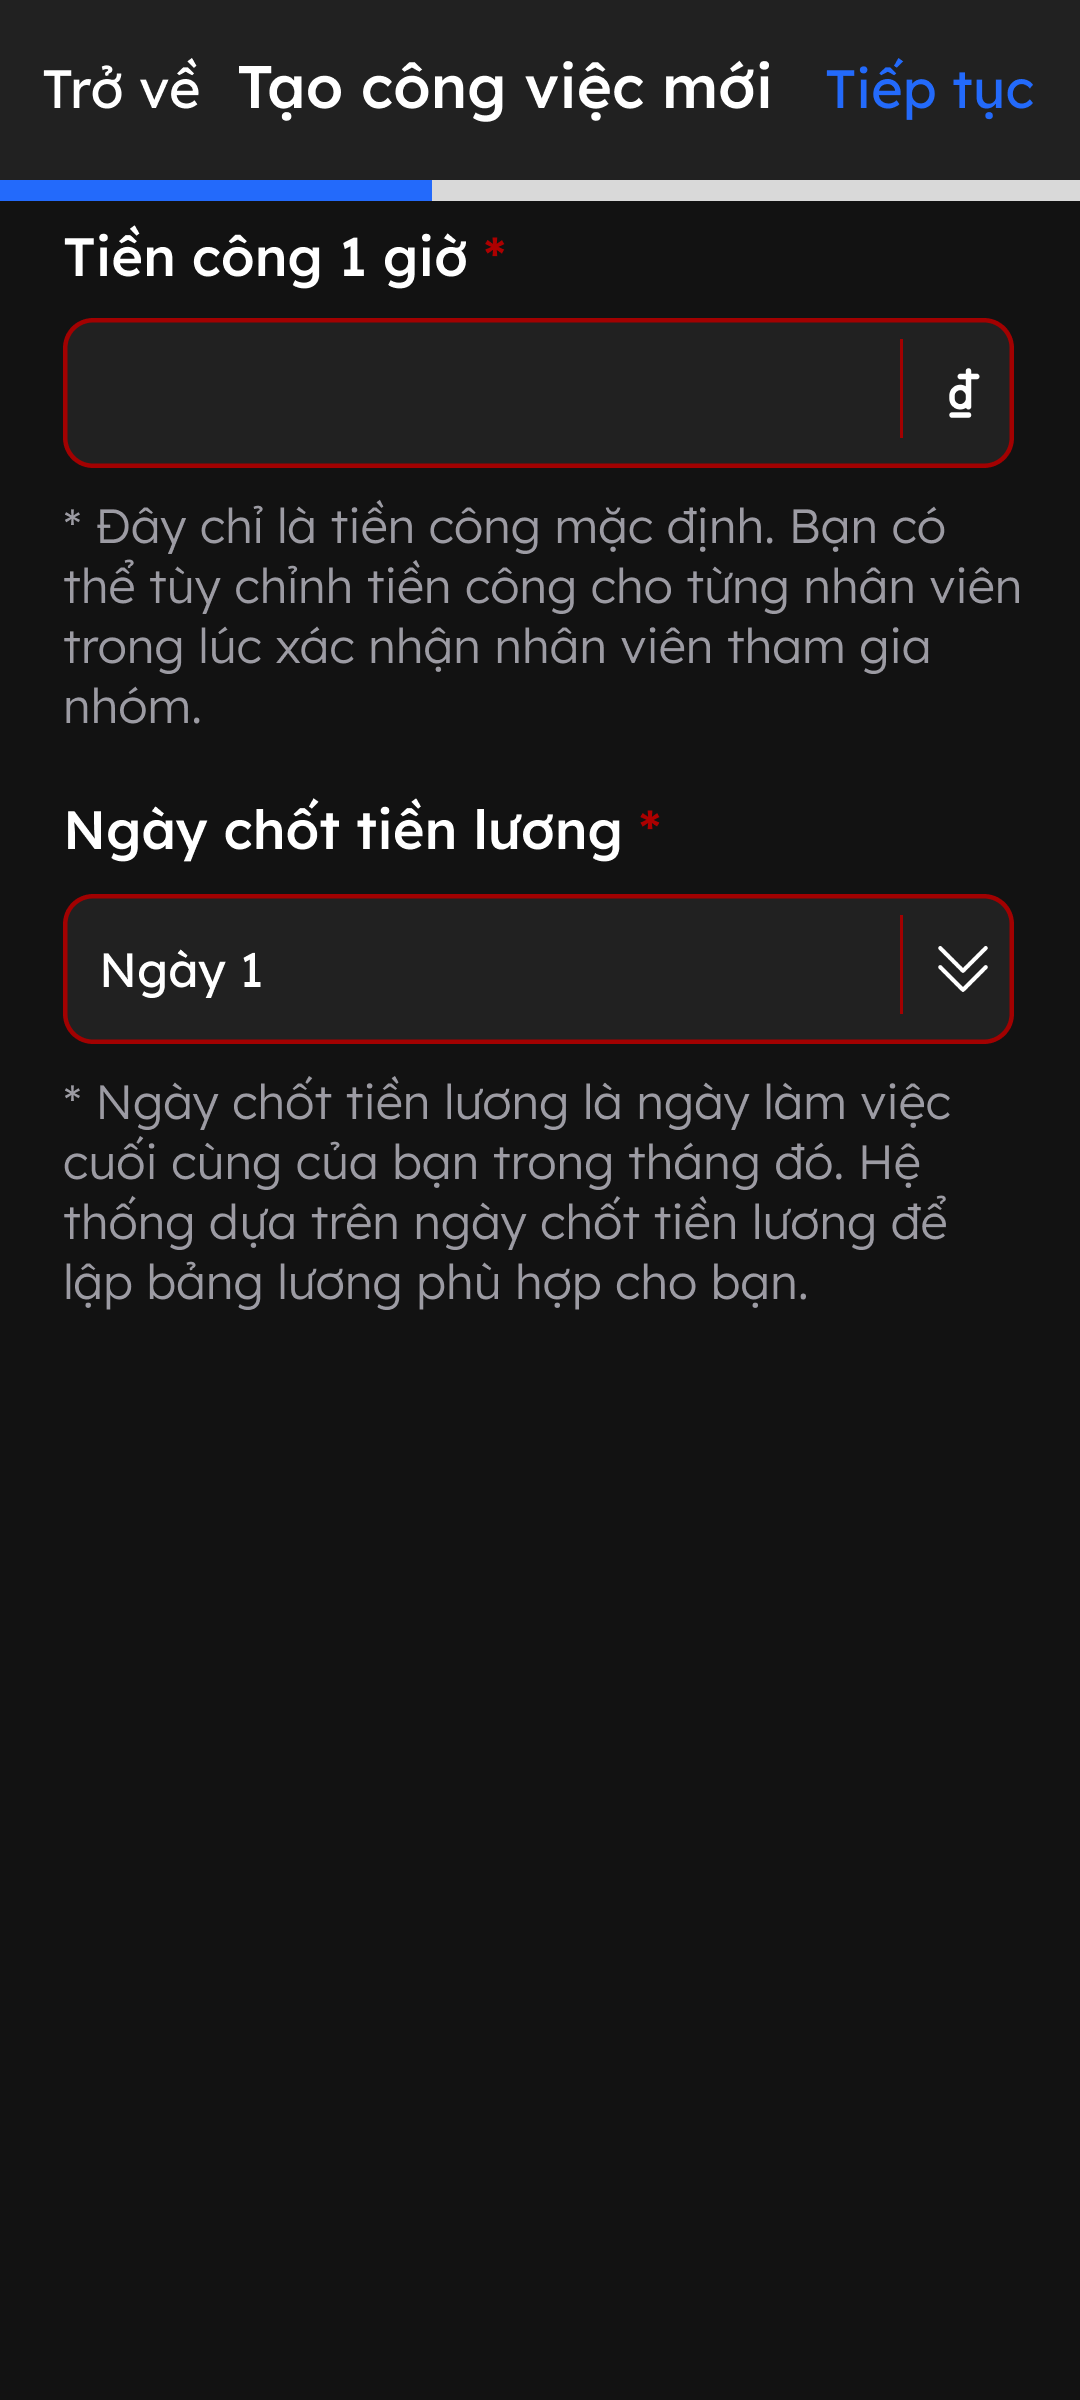 Trở về Tạo công việc mới Tiếp tục
Tiền công 1 giờ *
₫
* Đây chỉ là tiền công mặc định. Bạn có
thể tùy chỉnh tiền công cho từng nhân viên
trong lúc xác nhận nhân viên tham gia
nhóm.
Ngày chốt tiền lương *
Ngày 1
* Ngày chốt tiền lương là ngày làm việc
cuối cùng của bạn trong tháng đó. Hệ
thống dựa trên ngày chốt tiền lương để
lập bảng lương phù hợp cho bạn.